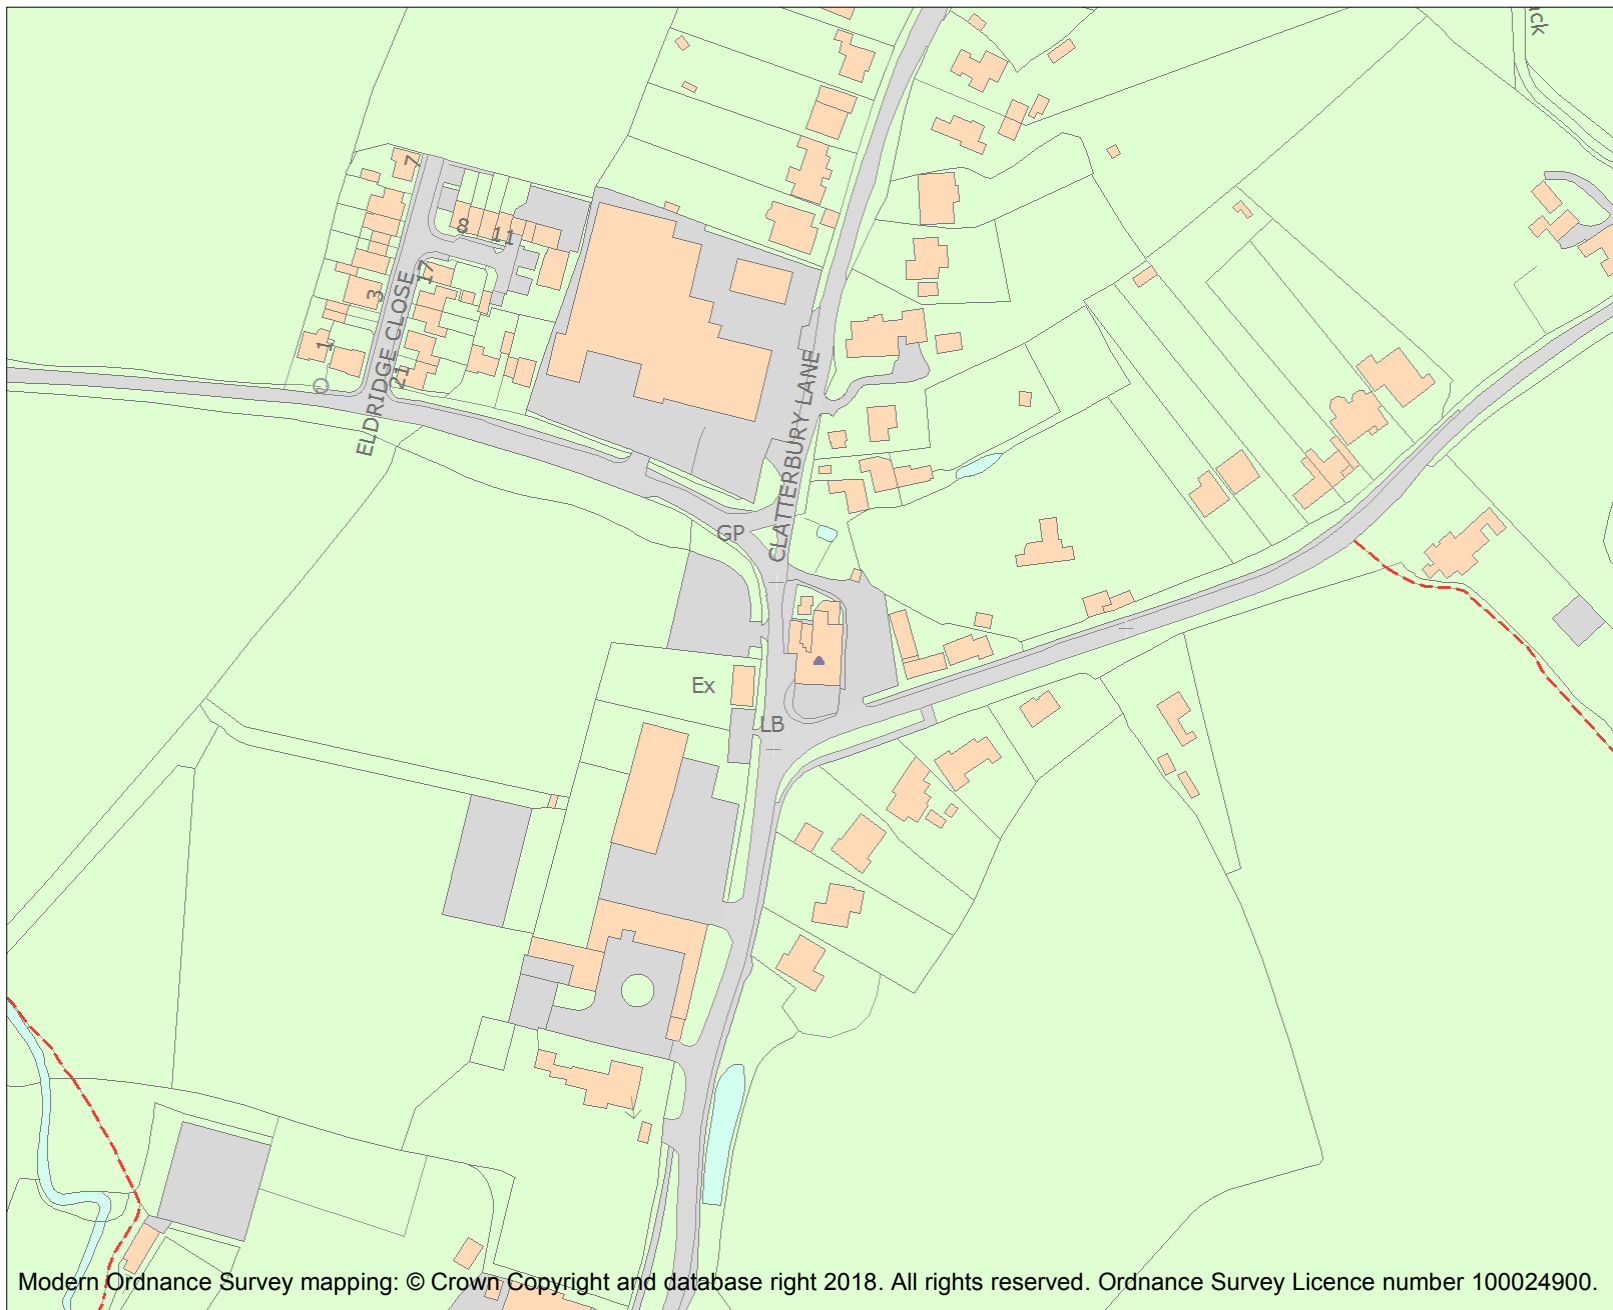 ack
7
8
11
17
3
1
21
ELDRIDGE CLOSE
CLATTERBURY LANE
GP
Ex
LB
Modern Ordnance Survey mapping: © Crown Copyright and database right 2018. All rights reserved. Ordnance Survey Licence number 100024900.